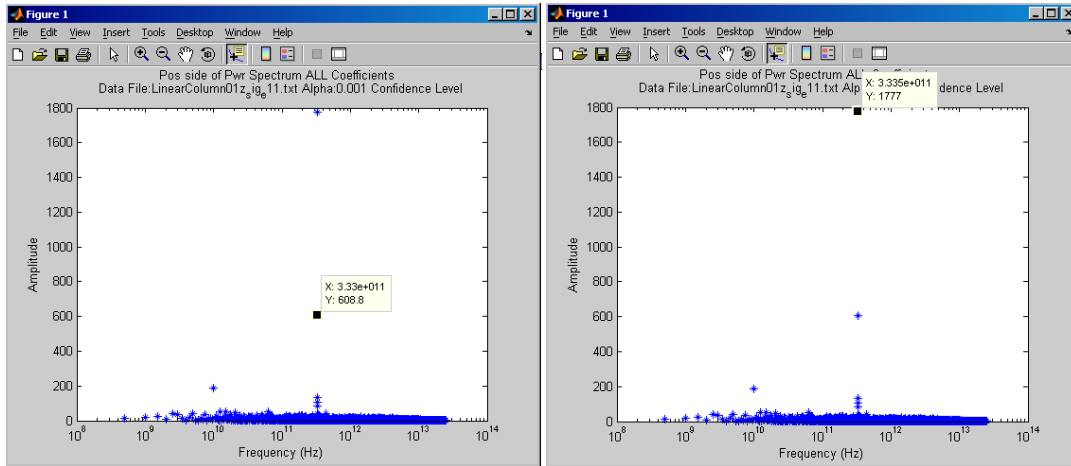 Figure 1
File Edit View Insert Tools Desktop Window Help
Pos side of Pwr Spectrum ALL Coefficients
Data File:LinearColumn01z_sig_e11.txt Alpha:0.001 Confidence Level
1800
1600
1400
1200
1000
800
600
400
200
0
Amplitude
X: 3.33e+011
Y: 608.8
10^8 10^9 10^10 10^11 10^12 10^13 10^14
Frequency (Hz)
Figure 1
File Edit View Insert Tools Desktop Window Help
Pos side of Pwr Spectrum ALL
Data File:LinearColumn01z_sig_e11.txt Alp dence Level
X: 3.335e+011
Y: 1777
1800
1600
1400
1200
1000
800
600
400
200
0
Amplitude
10^8 10^9 10^10 10^11 10^12 10^13 10^14
Frequency (Hz)